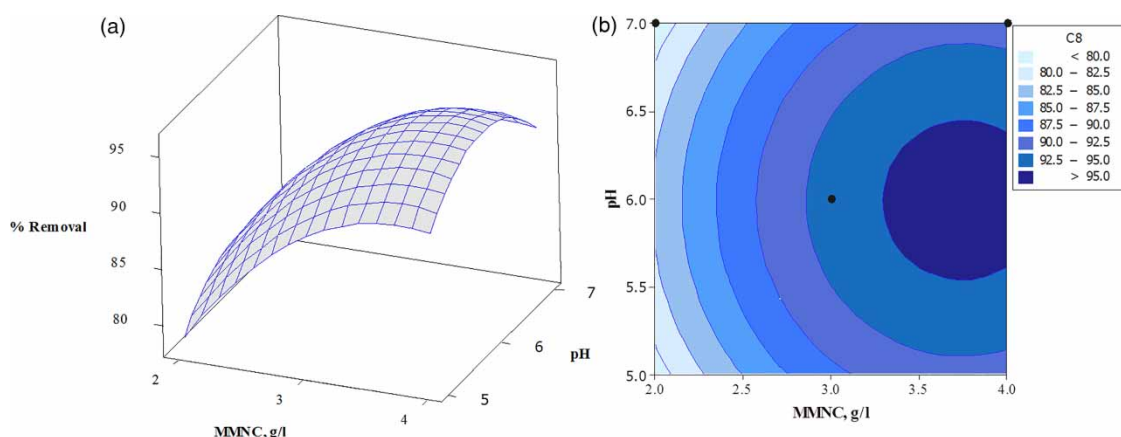 (a)
95
90
% Removal
85
80
2
3
4
MMNC, g/l
5
6
7
pH
(b)
7.0
6.5
pH
6.0
5.5
5.0
2.0 2.5 3.0 3.5 4.0
MMNC, g/l
C8
< 80.0
80.0 – 82.5
82.5 – 85.0
85.0 – 87.5
87.5 – 90.0
90.0 – 92.5
92.5 – 95.0
> 95.0